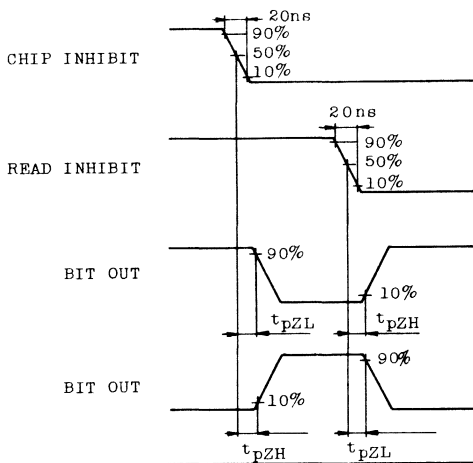 20ns
90%
CHIP INHIBIT
50%
10%
20ns
90%
READ INHIBIT
50%
10%
BIT OUT
90%
10%
tpZL
tpZH
BIT OUT
90%
10%
tpZH
tpZL